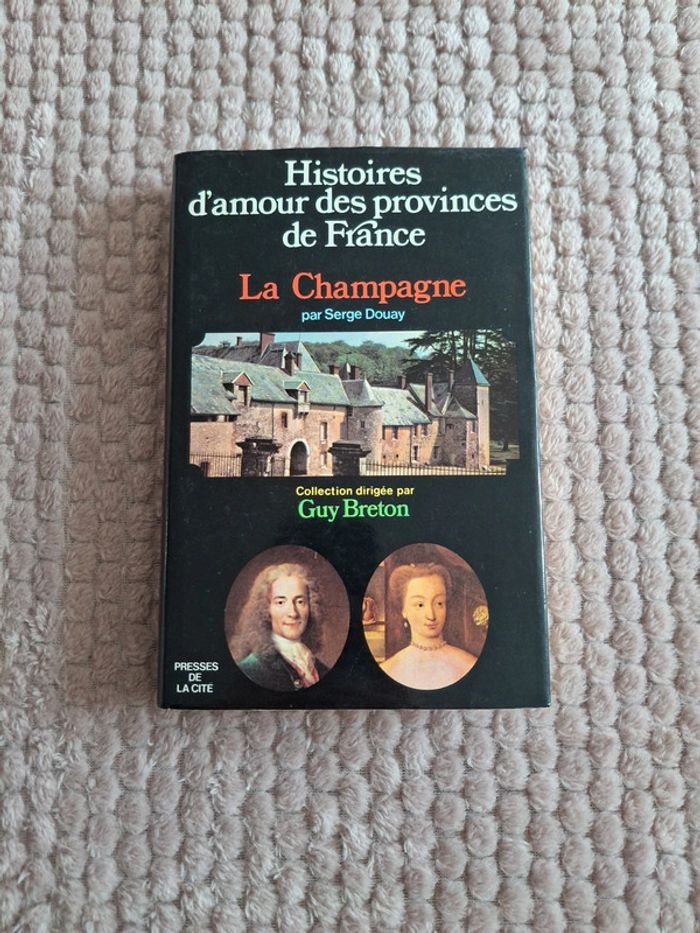 Histoires
d'amour des provinces
de France
La Champagne
par Serge Douay
Collection dirigée par
Guy Breton
PRESSES
DE
LA CITÉ